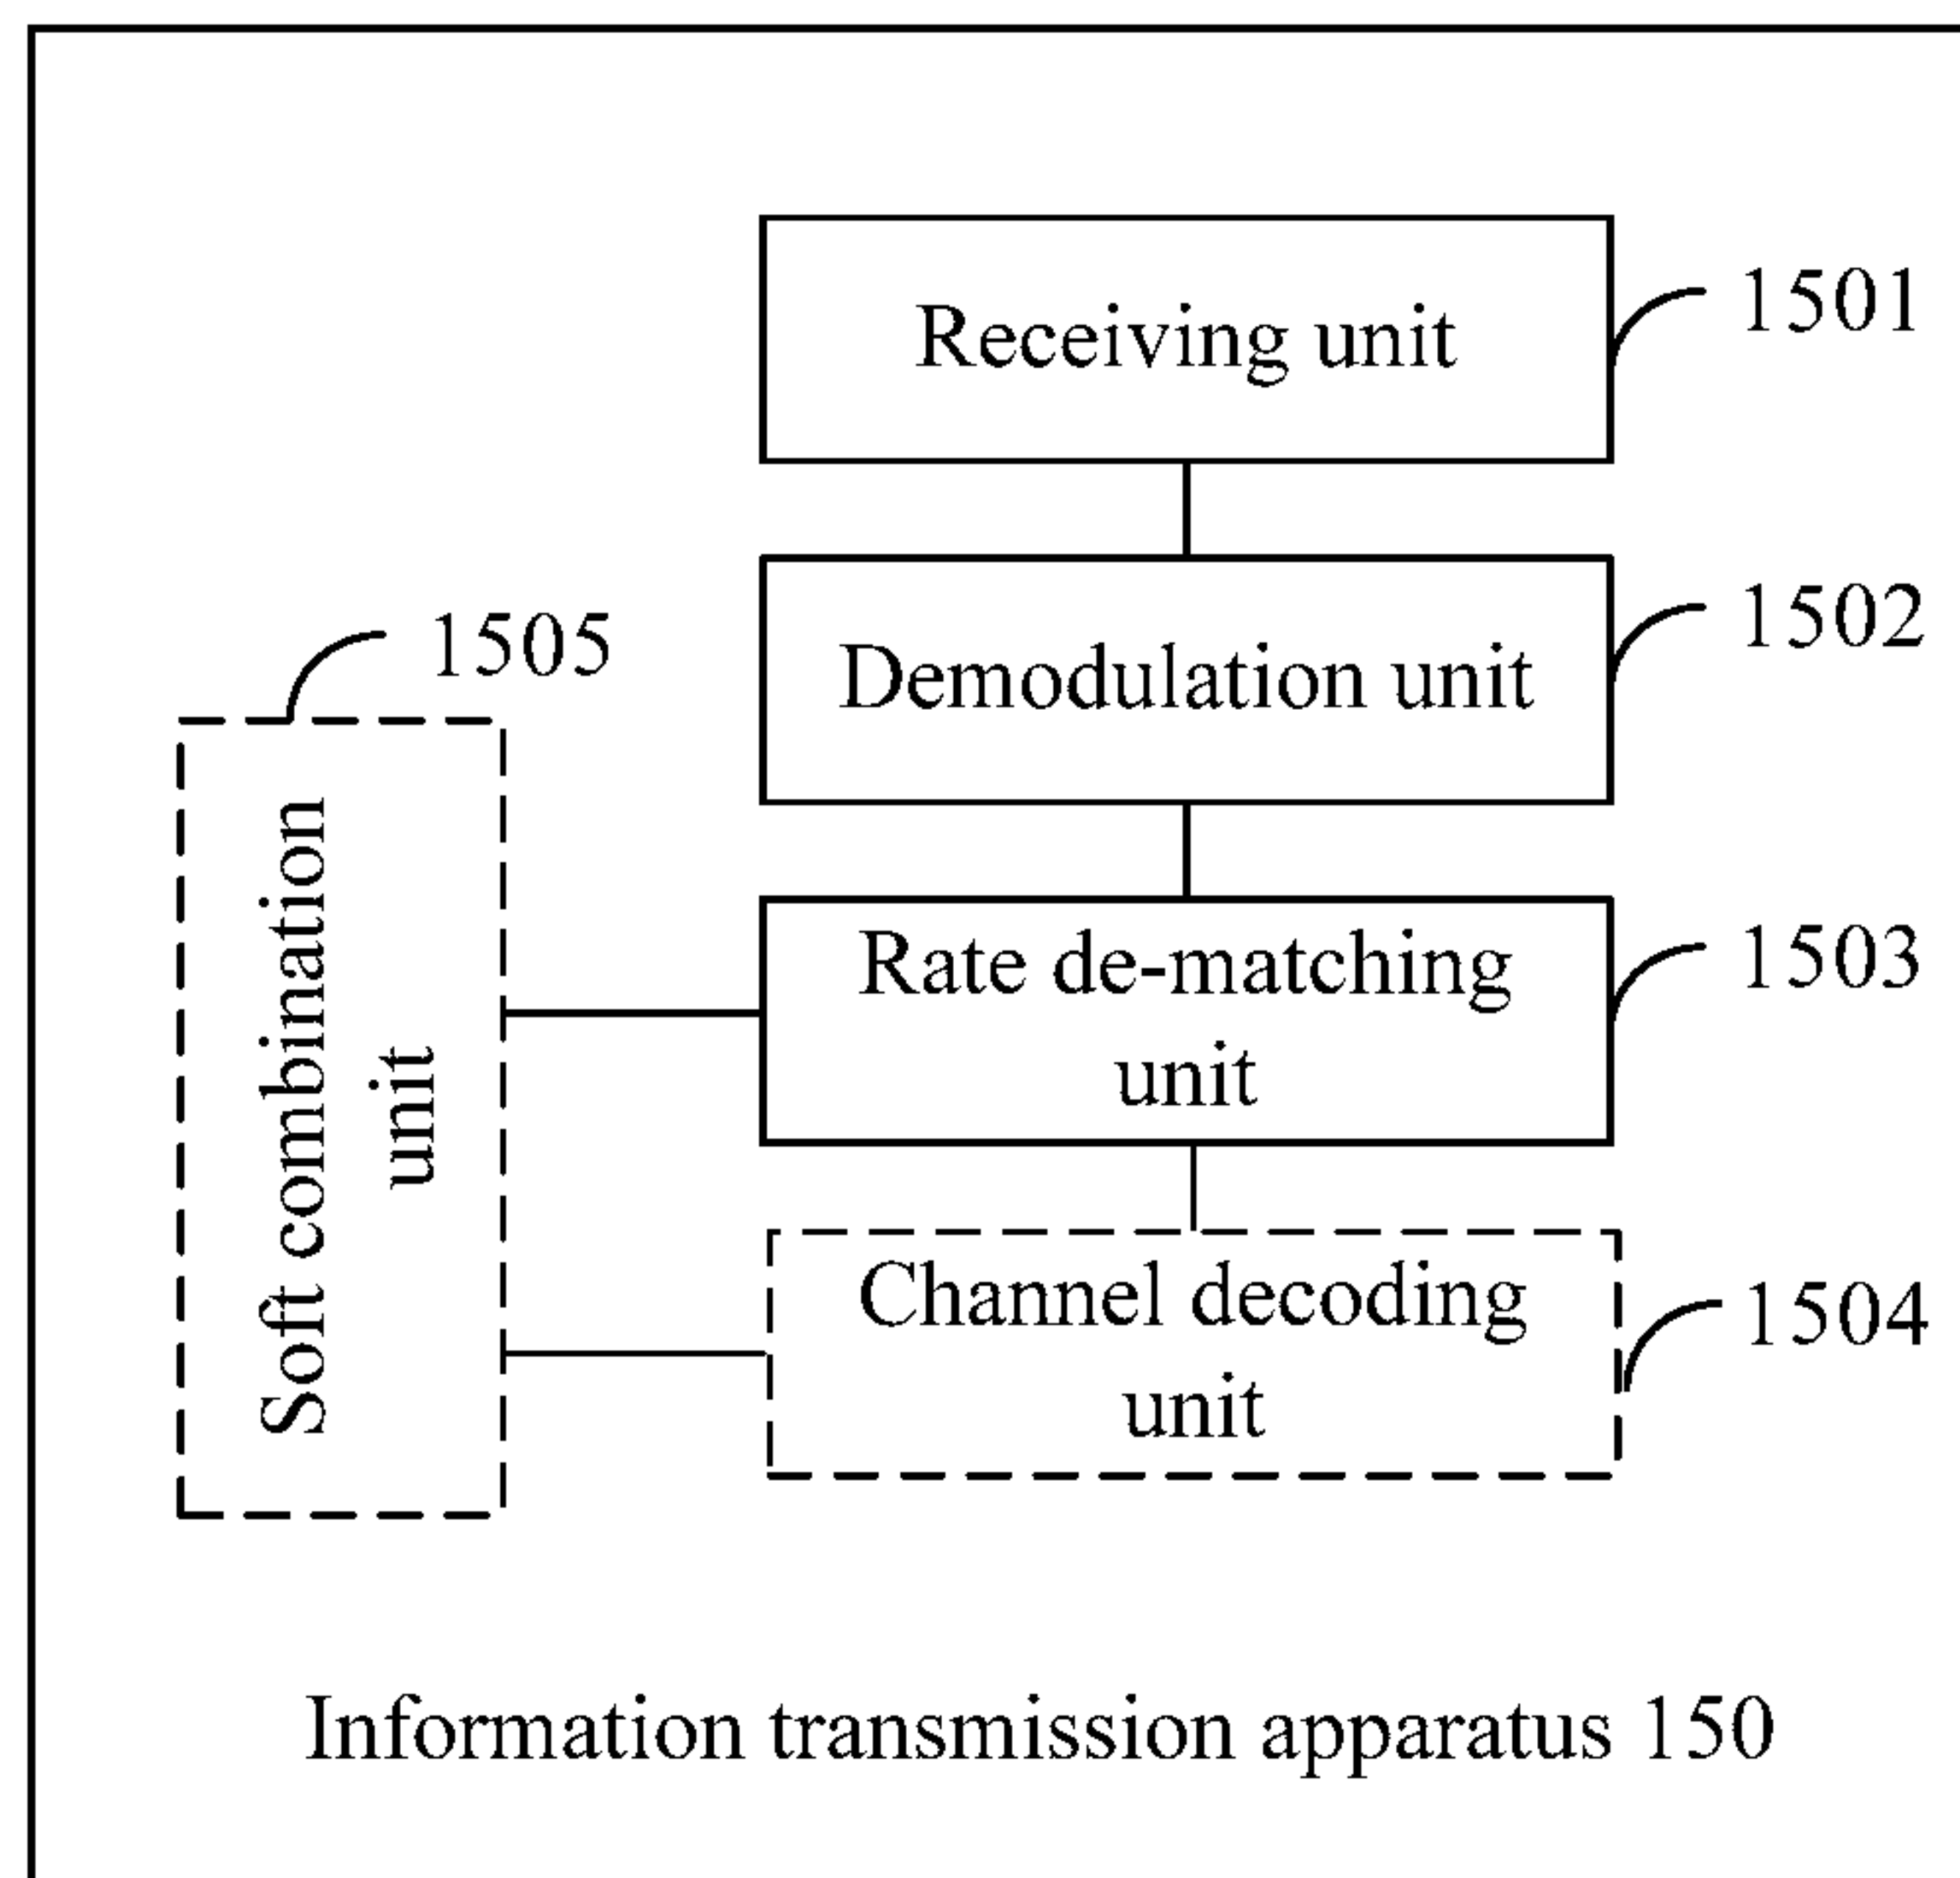 Receiving unit
1501
Demodulation unit
1502
1505
Soft combination
unit
Rate de-matching
unit
1503
Channel decoding
unit
1504
Information transmission apparatus 150